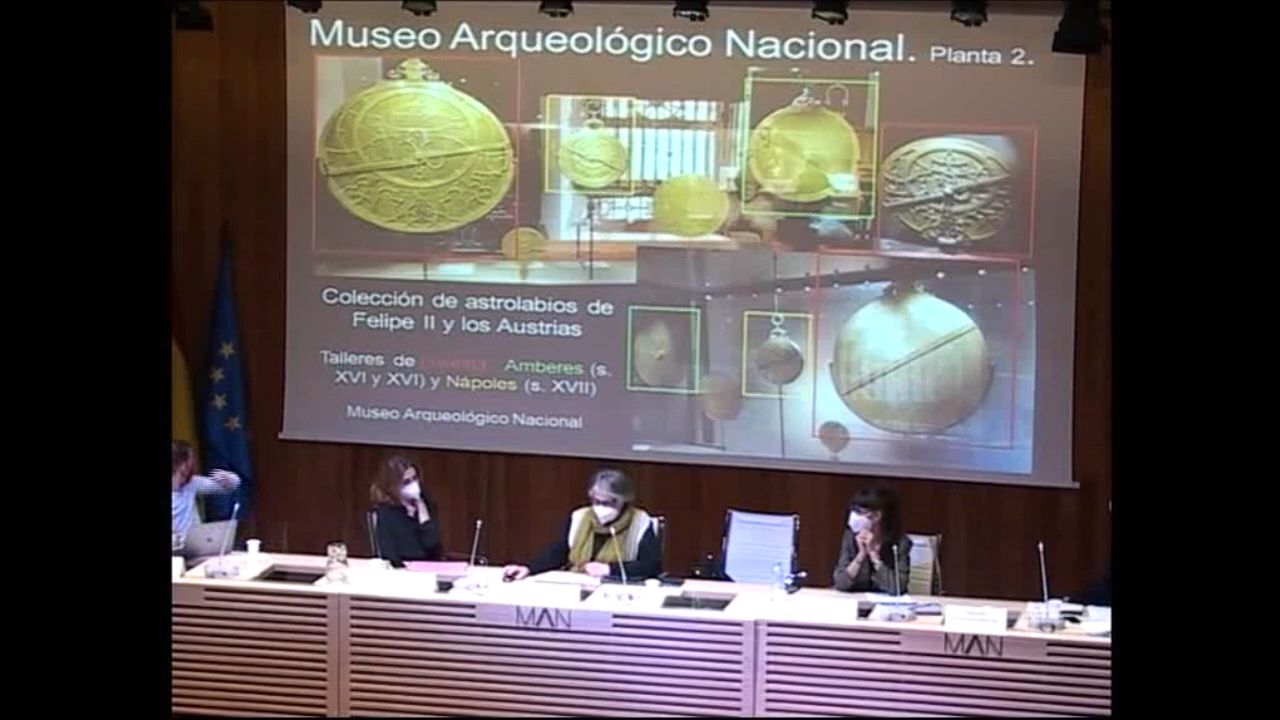 Museo Arqueológico Nacional. Planta 2.
Colección de astrolabios de
Felipe II y los Austrias
Talleres de Amberes (s.
XVI y XVI) y Nápoles (s. XVII)
Museo Arqueológico Nacional
MAN
MAN